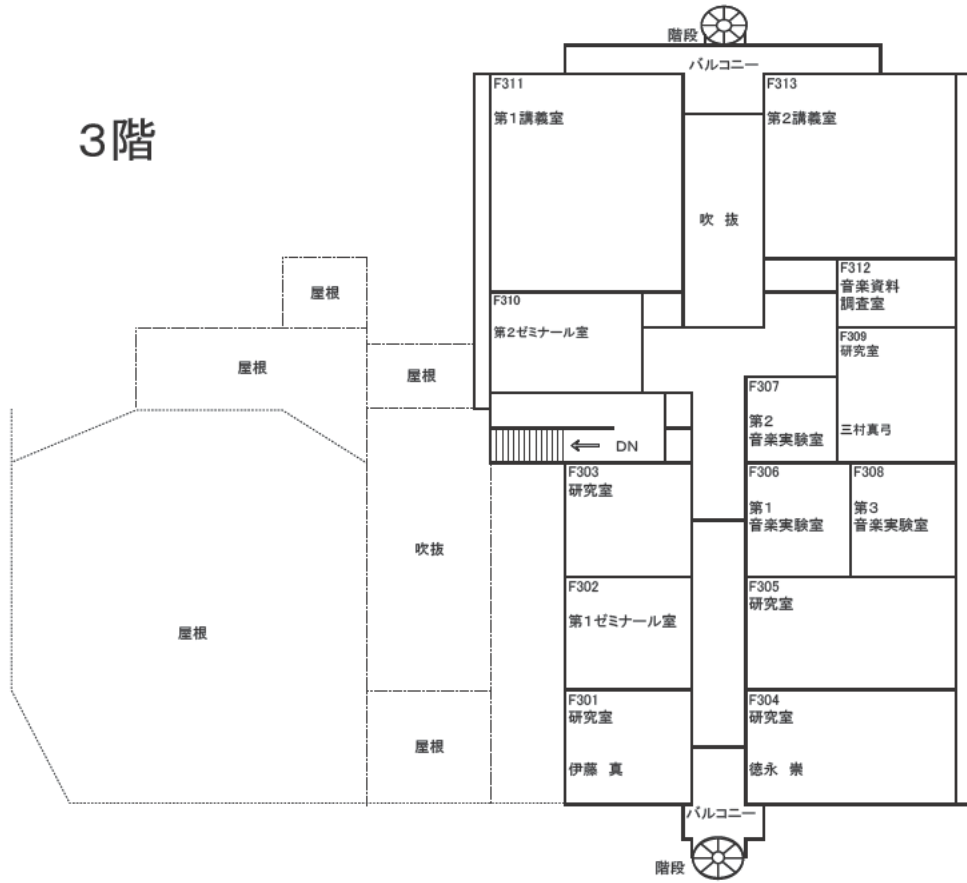 階段
バルコニー
3階
F311
第1講義室
F313
第2講義室
吹 抜
F312
音楽資料
調査室
屋根
F310
第2ゼミナール室
F309
研究室
三村真弓
屋根
屋根
F307
第2
音楽実験室
DN
F303
研究室
F306
第1
音楽実験室
F308
第3
音楽実験室
吹抜
F302
第1ゼミナール室
F305
研究室
屋根
F301
研究室
伊藤 真
F304
研究室
徳永 崇
屋根
バルコニー
階段